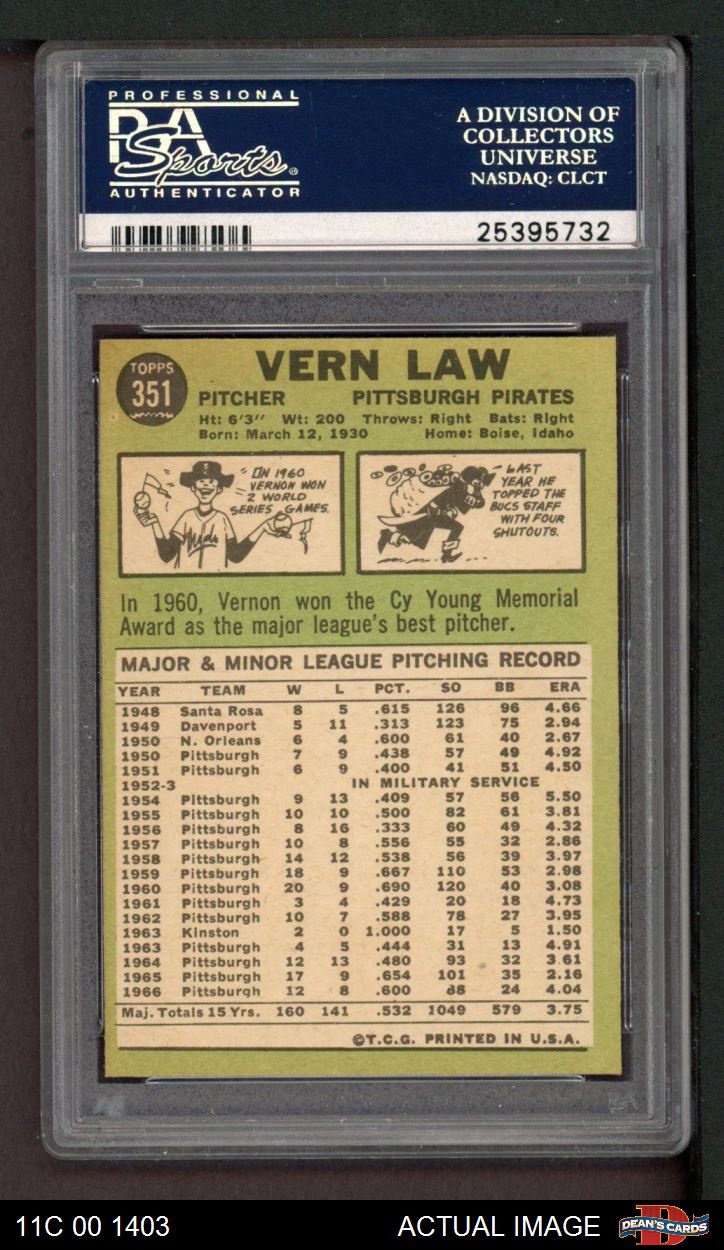 PROFESSIONAL
PSA
Sports®
AUTHENTICATOR
A DIVISION OF
COLLECTORS
UNIVERSE
NASDAQ: CLCT
25395732
TOPPS
351
VERN LAW
PITCHER PITTSBURGH PIRATES
Ht: 6'3" Wt: 200 Throws: Right Bats: Right
Born: March 12, 1930 Home: Boise, Idaho
IN 1960
VERNON WON
2 WORLD
SERIES GAMES.
LAST
YEAR HE
TOPPED THE
BUCS STAFF
WITH FOUR
SHUTOUTS.
In 1960, Vernon won the Cy Young Memorial
Award as the major league's best pitcher.
MAJOR & MINOR LEAGUE PITCHING RECORD
YEAR TEAM W L PCT. SO BB ERA
1948 Santa Rosa 8 5 .615 126 96 4.66
1949 Davenport 5 11 .313 123 75 2.94
1950 N. Orleans 6 4 .600 61 40 2.67
1950 Pittsburgh 7 9 .438 57 49 4.92
1951 Pittsburgh 6 9 .400 41 51 4.50
1952-3 IN MILITARY SERVICE
1954 Pittsburgh 9 13 .409 57 56 5.50
1955 Pittsburgh 10 10 .500 82 61 3.81
1956 Pittsburgh 8 16 .333 60 49 4.32
1957 Pittsburgh 10 8 .556 55 32 2.86
1958 Pittsburgh 14 12 .538 56 39 3.97
1959 Pittsburgh 18 9 .667 110 53 2.98
1960 Pittsburgh 20 9 .690 120 40 3.08
1961 Pittsburgh 3 4 .429 20 18 4.73
1962 Pittsburgh 10 7 .588 78 27 3.95
1963 Kinston 2 0 1.000 17 5 1.50
1963 Pittsburgh 4 5 .444 31 13 4.91
1964 Pittsburgh 12 13 .480 93 32 3.61
1965 Pittsburgh 17 9 .654 101 35 2.16
1966 Pittsburgh 12 8 .600 88 24 4.04
Maj. Totals 15 Yrs. 160 141 .532 1049 579 3.75
©T.C.G. PRINTED IN U.S.A.
11C 00 1403 ACTUAL IMAGE DEAN'S CARDS